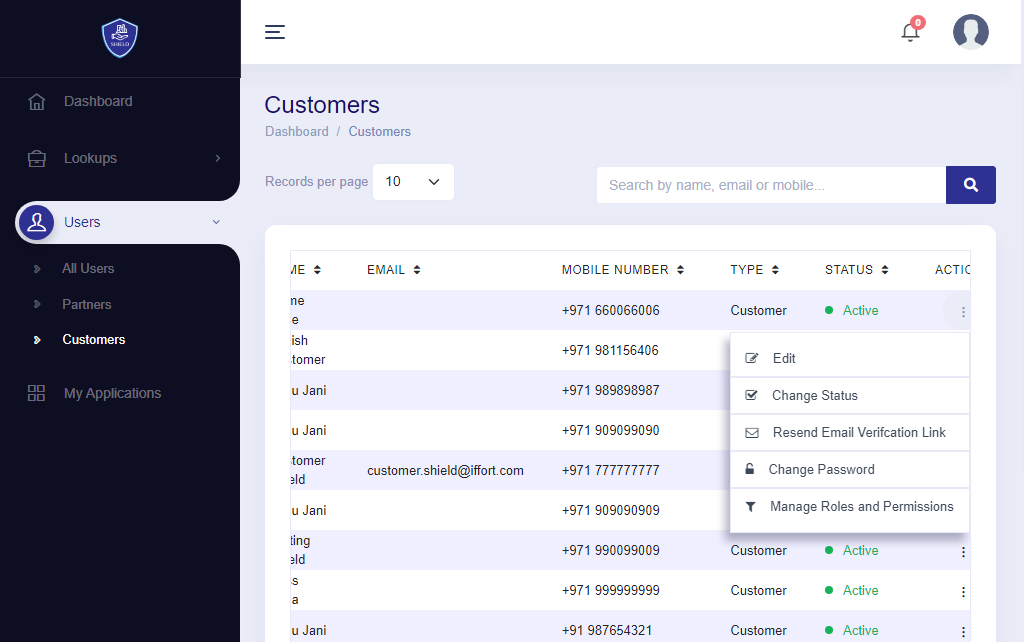 SHIELD
0
Dashboard
Lookups
Users
All Users
Partners
Customers
My Applications
Customers
Dashboard / Customers
Records per page 10
Search by name, email or mobile...
ME EMAIL MOBILE NUMBER TYPE STATUS ACTIO
me
e
+971 660066006 Customer Active
ish
tomer
+971 981156406
u Jani +971 989898987
u Jani +971 909099090
tomer
eld
customer.shield@iffort.com +971 777777777
u Jani +971 909090909
ting
eld
+971 990099009 Customer Active
s
a
+971 999999999 Customer Active
u Jani +91 987654321 Customer Active
Edit
Change Status
Resend Email Verifcation Link
Change Password
Manage Roles and Permissions